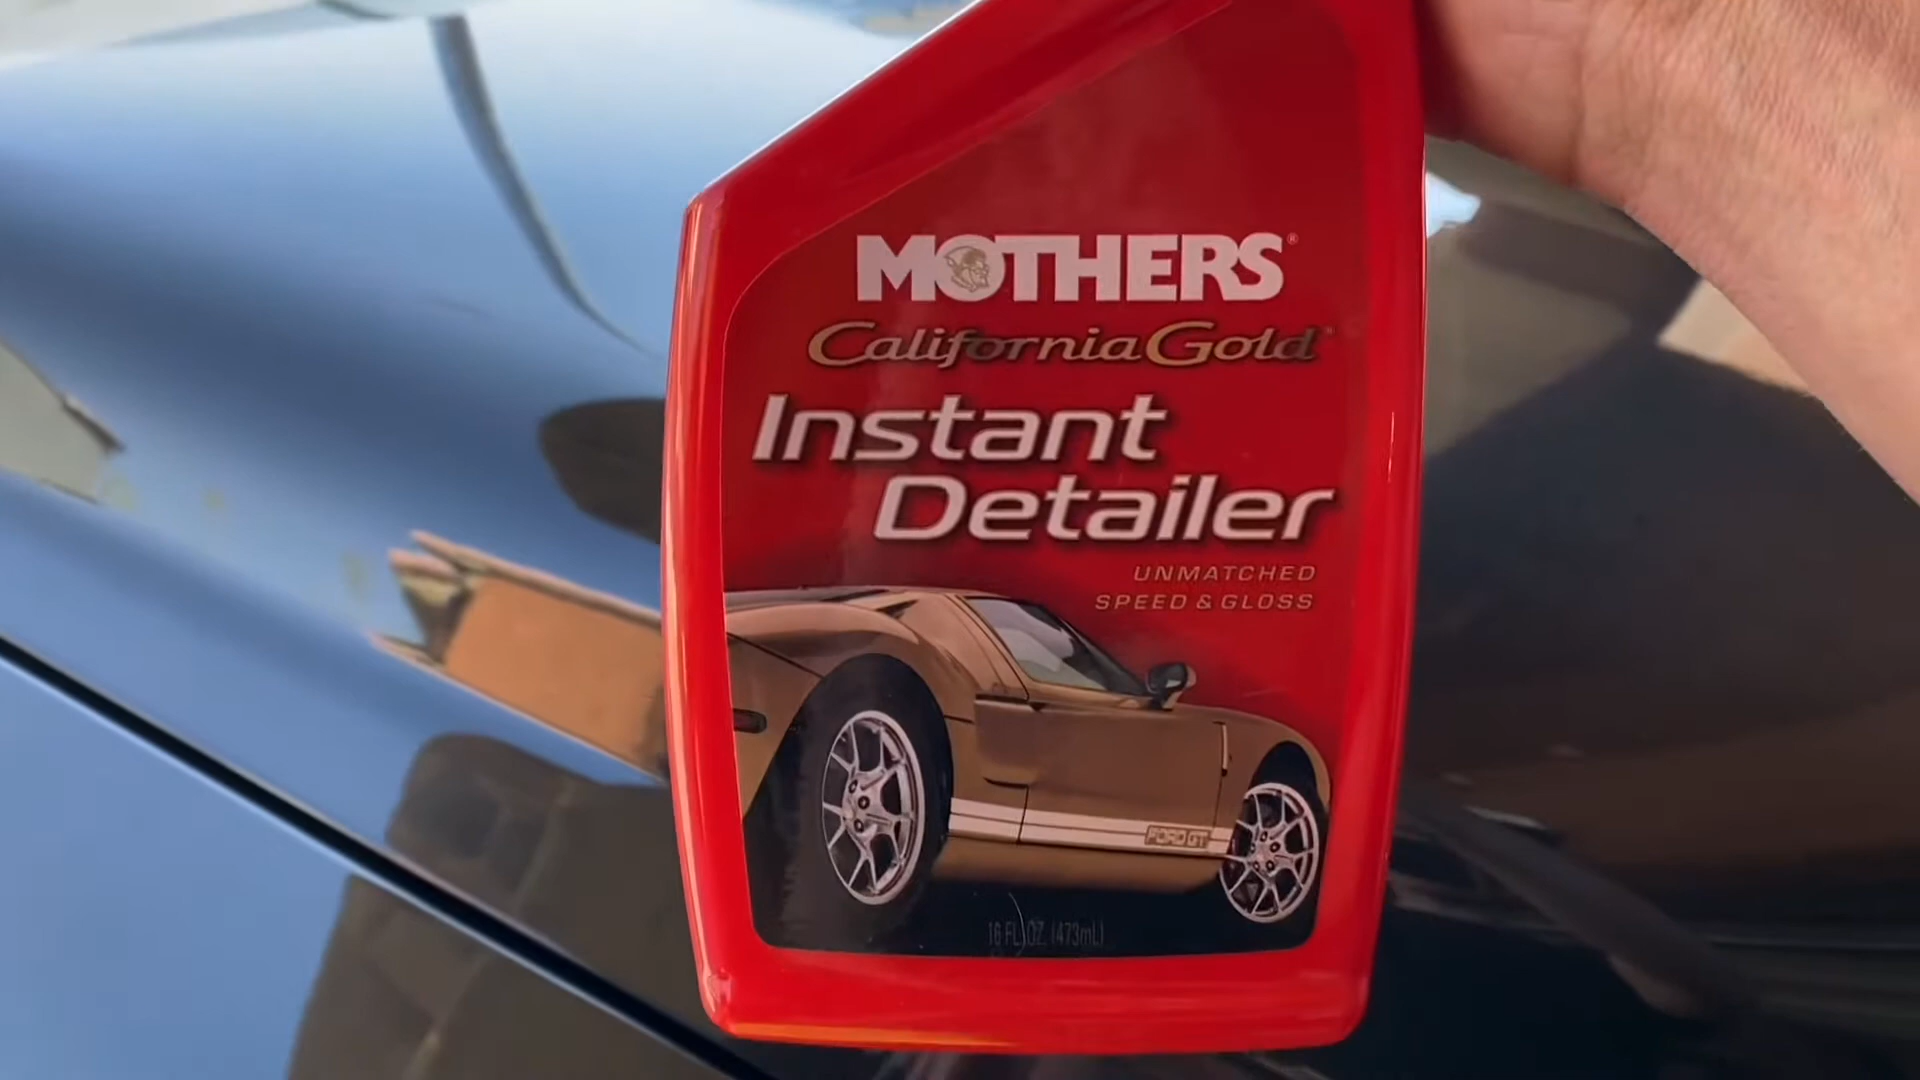 MOTHERS®
California Gold
Instant
Detailer
UNMATCHED
SPEED & GLOSS
FORD GT
16 FL. OZ. (473mL)